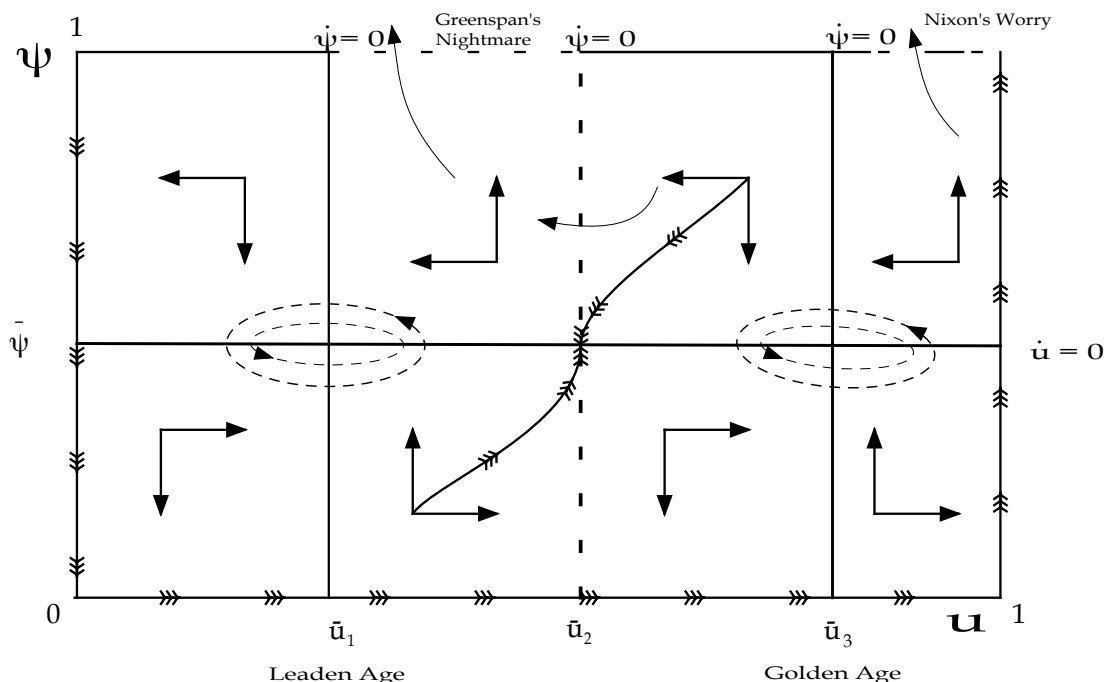 1
Greenspan's
Nightmare
Nixon's Worry
ψ
ψ̇ = 0
ψ̇ = 0
ψ̇ = 0
ψ̄
u̇ = 0
0
ū₁
ū₂
ū₃
u
1
Leaden Age
Golden Age